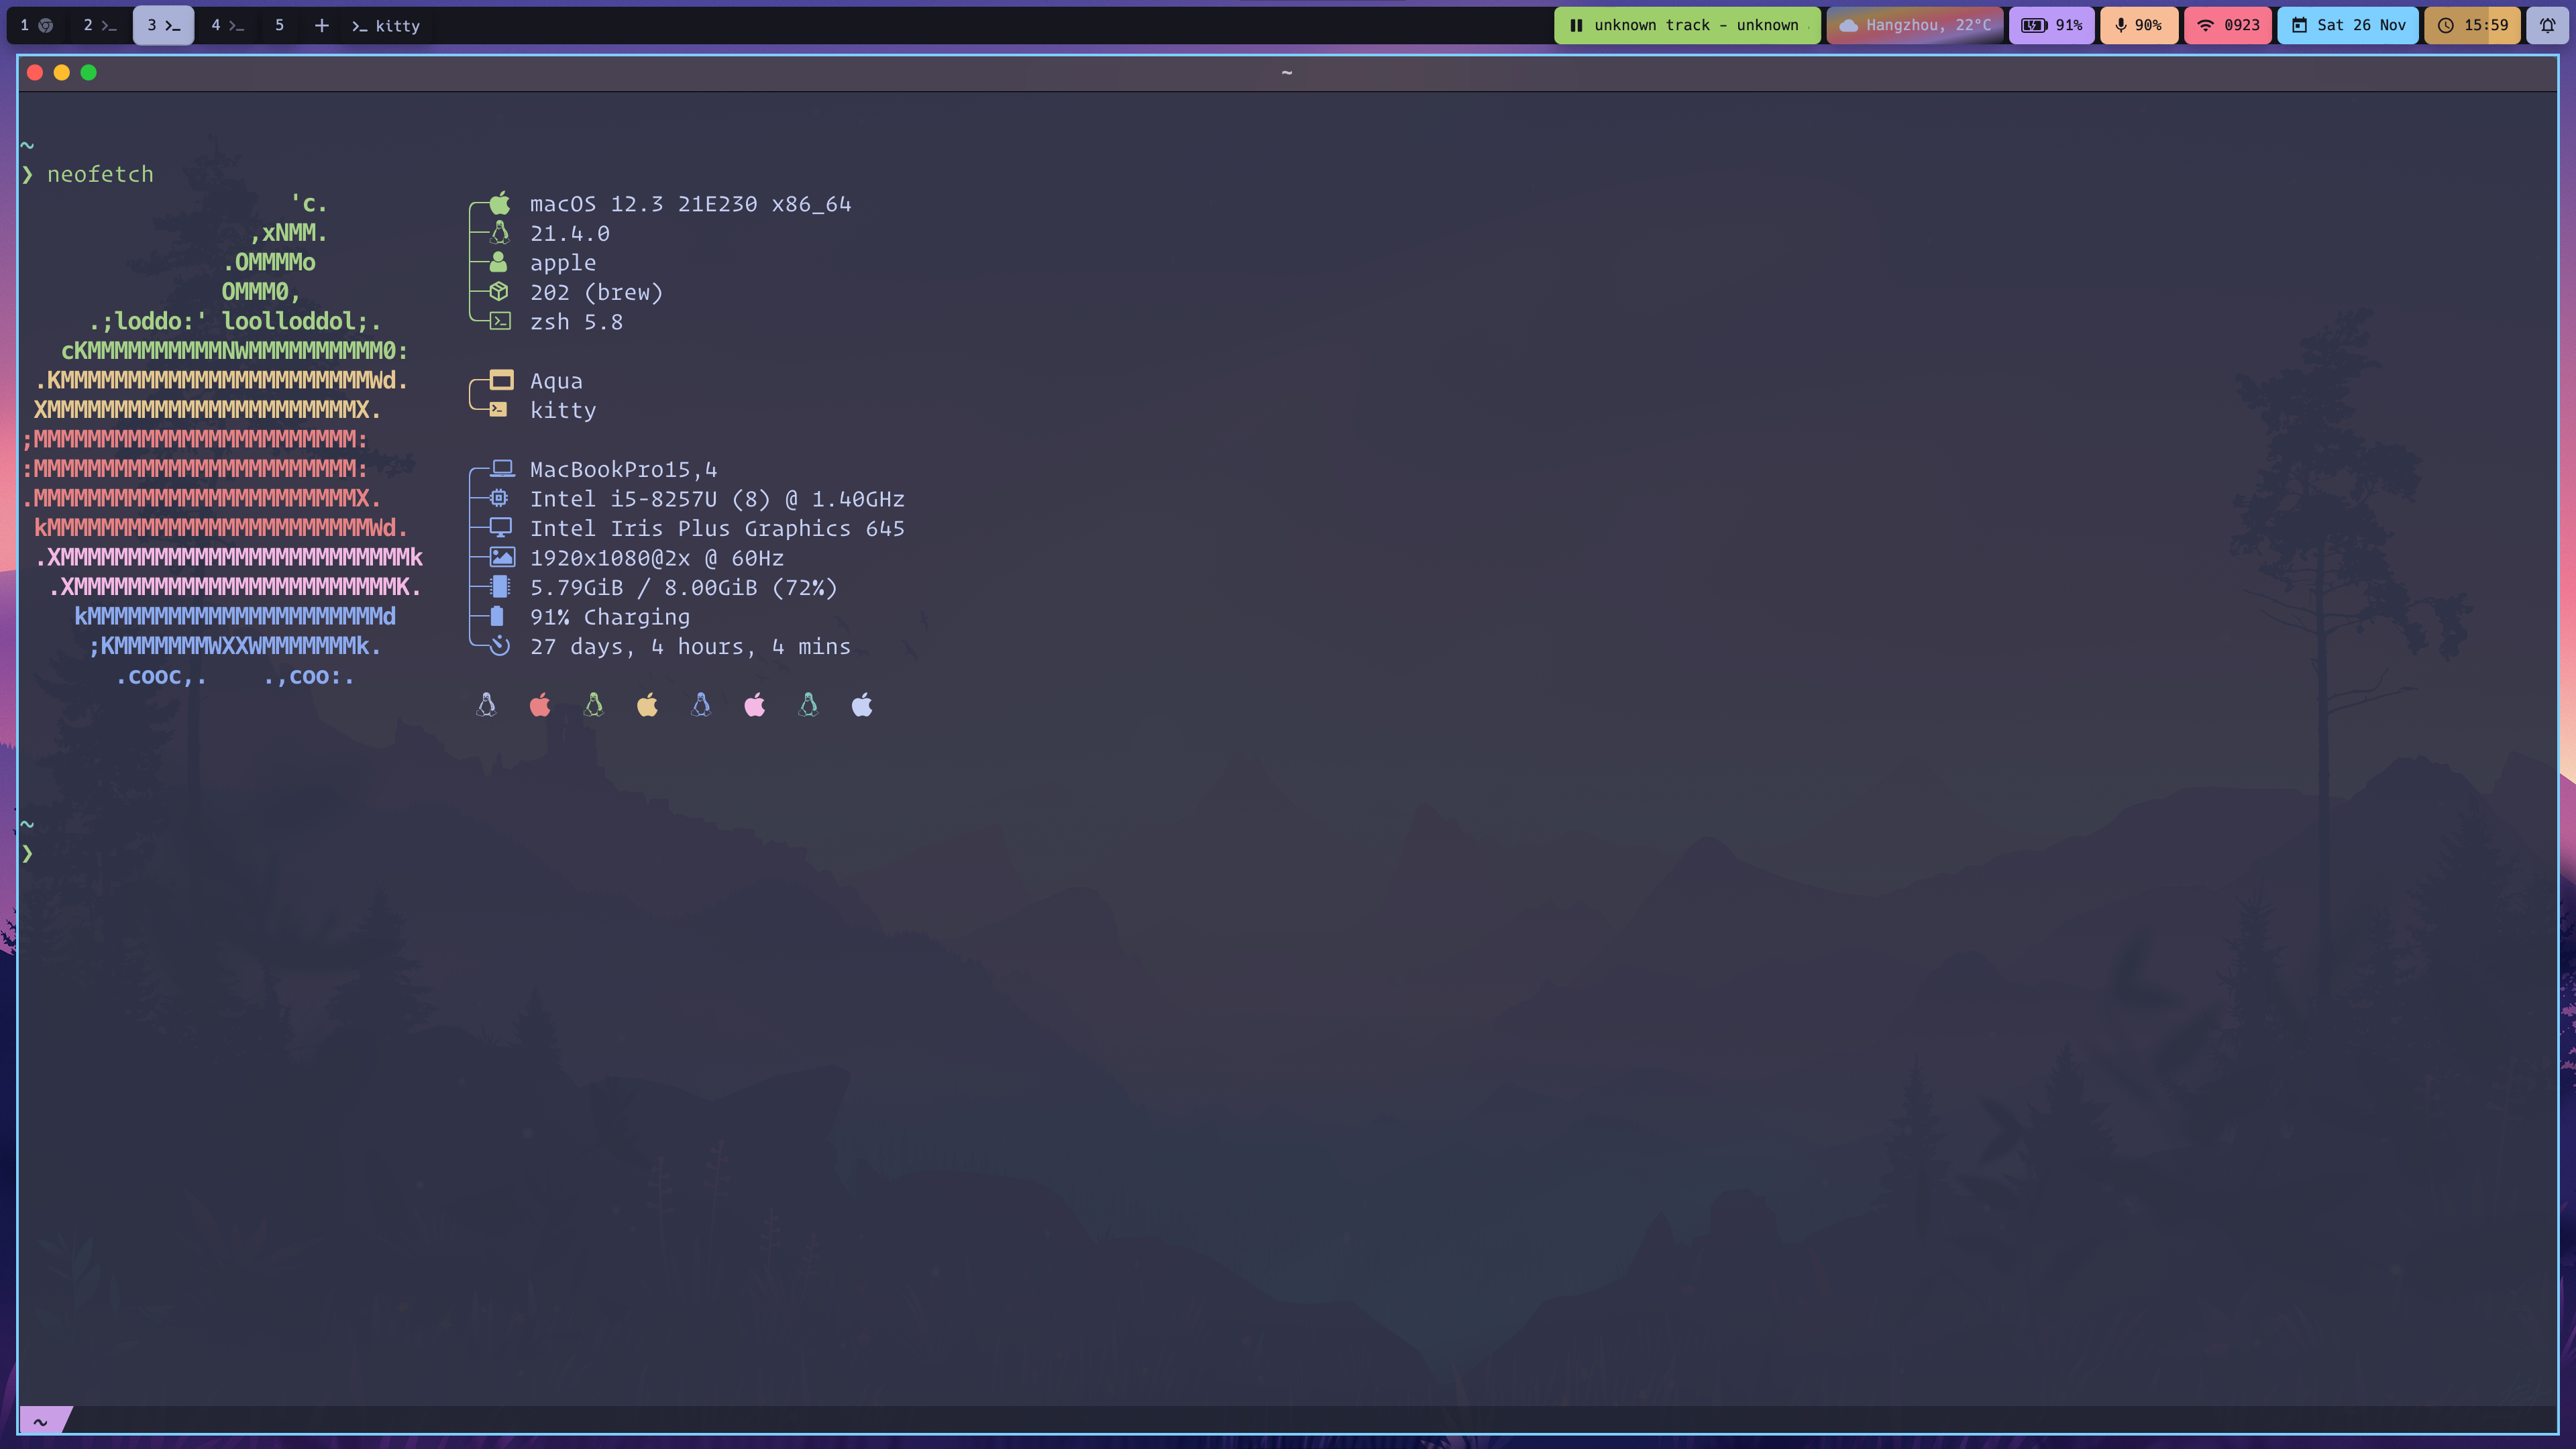 1 2 3 4 5 + kitty unknown track - unknown Hangzhou, 22°C 91% 90% 0923 Sat 26 Nov 15:59
~
~
❯ neofetch
'c.
,xNMM.
.OMMMMo
OMMM0,
.;loddo:' loolloddol;.
cKMMMMMMMMMMNWMMMMMMMMMM0:
.KMMMMMMMMMMMMMMMMMMMMMMMWd.
XMMMMMMMMMMMMMMMMMMMMMMMX.
;MMMMMMMMMMMMMMMMMMMMMMMM:
:MMMMMMMMMMMMMMMMMMMMMMMM:
.MMMMMMMMMMMMMMMMMMMMMMMMX.
kMMMMMMMMMMMMMMMMMMMMMMMMWd.
.XMMMMMMMMMMMMMMMMMMMMMMMMMMk
.XMMMMMMMMMMMMMMMMMMMMMMMMK.
kMMMMMMMMMMMMMMMMMMMMMMd
;KMMMMMMMWXXWMMMMMMMk.
.cooc,. .,coo:.
macOS 12.3 21E230 x86_64
21.4.0
apple
202 (brew)
zsh 5.8
Aqua
kitty
MacBookPro15,4
Intel i5-8257U (8) @ 1.40GHz
Intel Iris Plus Graphics 645
1920x1080@2x @ 60Hz
5.79GiB / 8.00GiB (72%)
91% Charging
27 days, 4 hours, 4 mins
~
❯
~